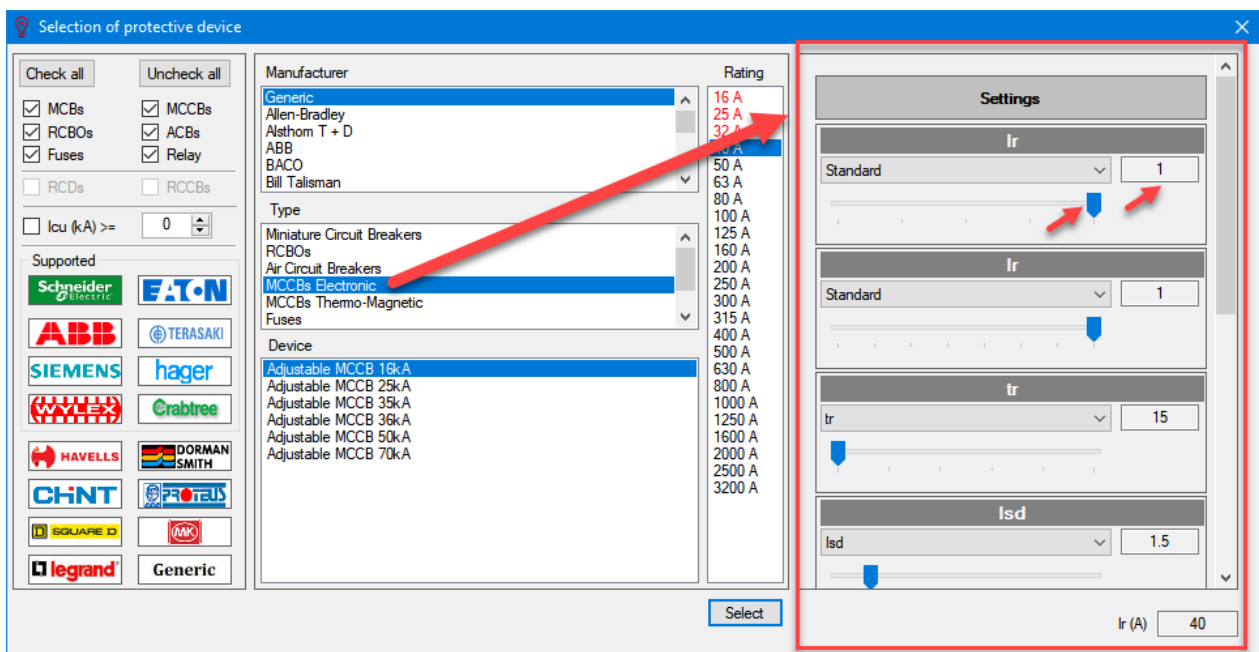 Selection of protective device
Check all
Uncheck all
MCBs
MCCBs
RCBOs
ACBs
Fuses
Relay
RCDs
RCCBs
Icu (kA) >=
0
Supported
Schneider
Electric
EATON
ABB
TERASAKI
SIEMENS
hager
WYLEX
Crabtree
HAVELLS
DORMAN
SMITH
CHINT
PROTEUS
SQUARE D
MK
legrand
Generic
Manufacturer
Generic
Allen-Bradley
Alsthom T + D
ABB
BACO
Bill Talisman
Type
Miniature Circuit Breakers
RCBOs
Air Circuit Breakers
MCCBs Electronic
MCCBs Thermo-Magnetic
Fuses
Device
Adjustable MCCB 16kA
Adjustable MCCB 25kA
Adjustable MCCB 35kA
Adjustable MCCB 36kA
Adjustable MCCB 50kA
Adjustable MCCB 70kA
Rating
16 A
25 A
32 A
A
50 A
63 A
80 A
100 A
125 A
160 A
200 A
250 A
300 A
315 A
400 A
500 A
630 A
800 A
1000 A
1250 A
1600 A
2000 A
2500 A
3200 A
Select
Settings
Ir
Standard
1
Ir
Standard
1
tr
tr
15
Isd
Isd
1.5
Ir (A)
40